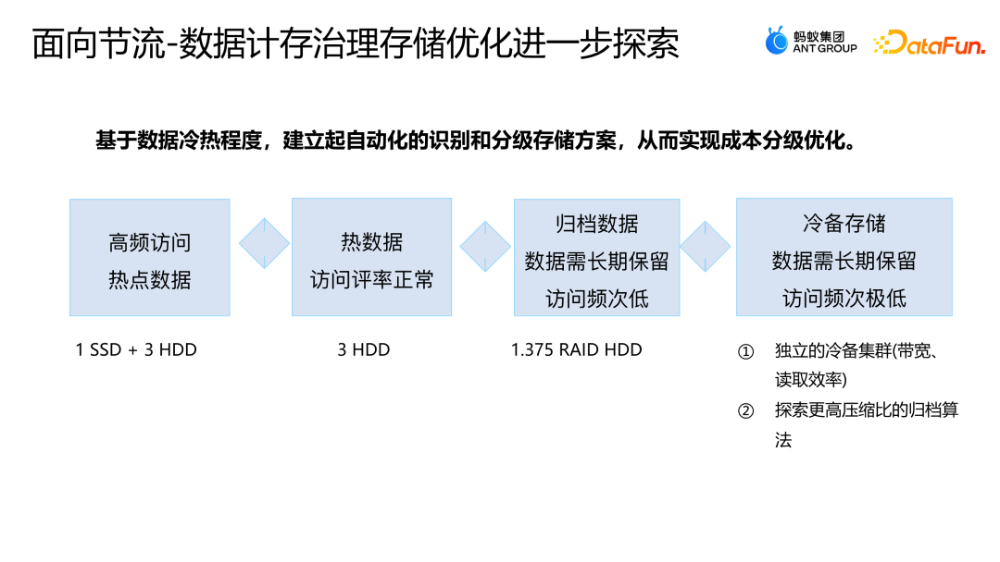 面向节流-数据计存治理存储优化进一步探索
蚂蚁集团
ANT GROUP
DataFun.
基于数据冷热程度，建立起自动化的识别和分级存储方案，从而实现成本分级优化。
高频访问
热点数据
热数据
访问评率正常
归档数据
数据需长期保留
访问频次低
冷备存储
数据需长期保留
访问频次极低
1 SSD + 3 HDD
3 HDD
1.375 RAID HDD
① 独立的冷备集群(带宽、
读取效率)
② 探索更高压缩比的归档算
法